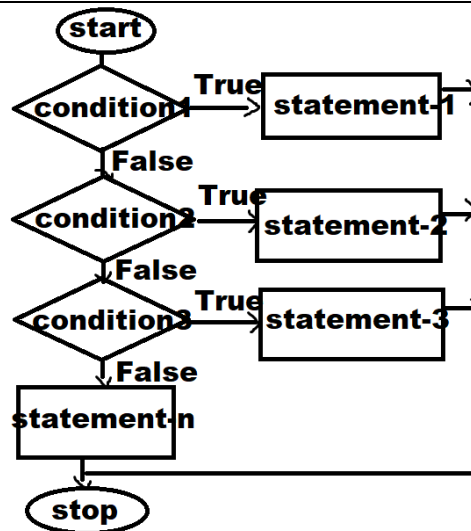 start
condition1 True statement-1
False
condition2 True statement-2
False
condition3 True statement-3
False
statement-n
stop